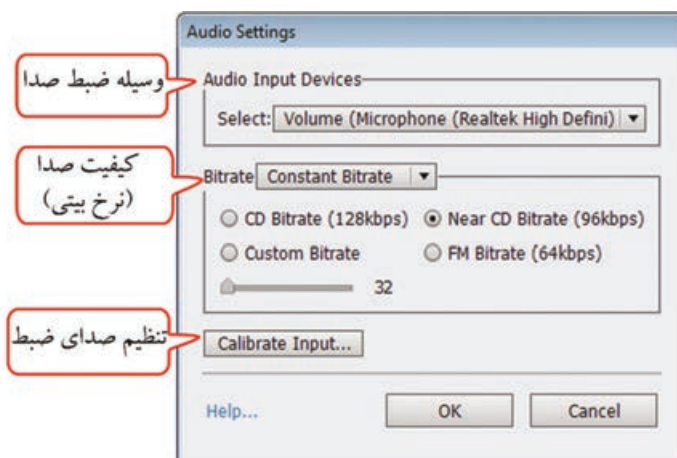 Audio Settings
وسیله ضبط صدا
Audio Input Devices
Select: Volume (Microphone (Realtek High Defini)
کیفیت صدا
(نرخ بیتی)
Bitrate Constant Bitrate
CD Bitrate (128kbps) Near CD Bitrate (96kbps)
Custom Bitrate FM Bitrate (64kbps)
32
تنظیم صدای ضبط
Calibrate Input...
Help... OK Cancel